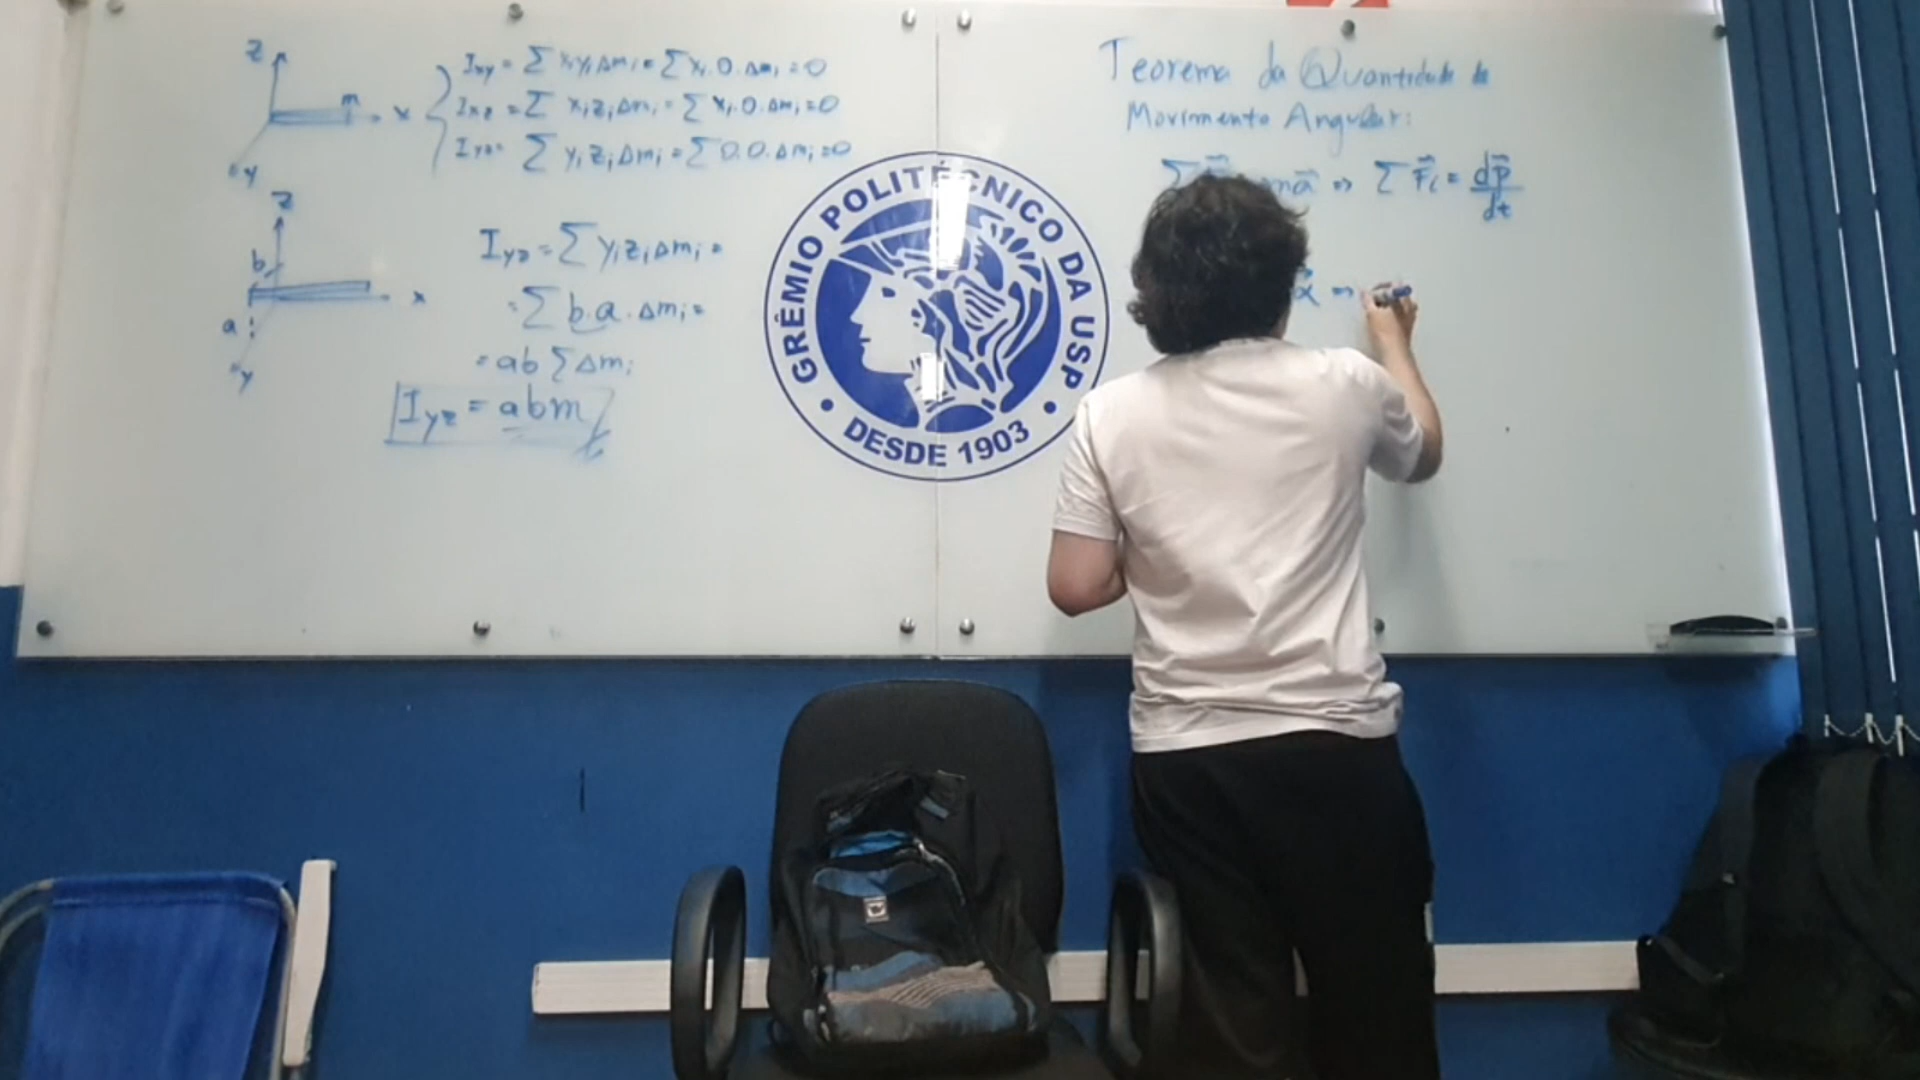 z
m
x
y
Ixy = ∑ xiyiΔmi = ∑ xi.0.Δmi = 0
Ixz = ∑ xiziΔmi = ∑ xi.0.Δmi = 0
Iyz = ∑ yiziΔmi = ∑ 0.0.Δmi = 0
z
b
x
a
y
Iyz = ∑ yiziΔmi =
= ∑ b.a.Δmi =
= ab ∑ Δmi
Iyz = abm
GRÊMIO POLITÉCNICO DA USP
DESDE 1903
Teorema da Quantidade de
Movimento Angular:
∑ ma⃗ ⇒ ∑ F⃗i = dp⃗/dt
α⃗ ⇒